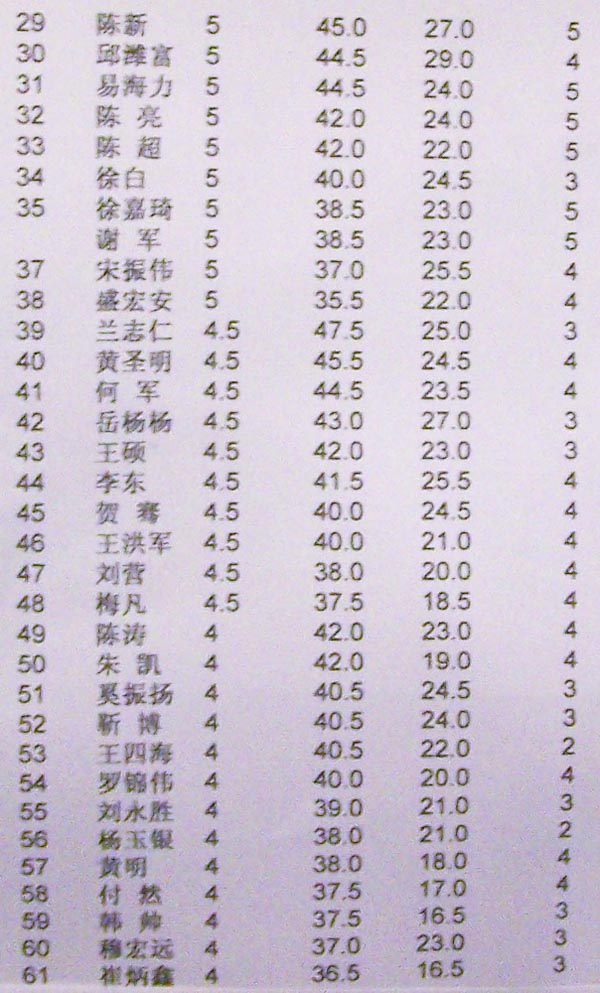 29 陈新 5 45.0 27.0 5
30 邱潍富 5 44.5 29.0 4
31 易海力 5 44.5 24.0 5
32 陈 亮 5 42.0 24.0 5
33 陈 超 5 42.0 22.0 5
34 徐白 5 40.0 24.5 3
35 徐嘉琦 5 38.5 23.0 5
谢 军 5 38.5 23.0 5
37 宋振伟 5 37.0 25.5 4
38 盛宏安 5 35.5 22.0 4
39 兰志仁 4.5 47.5 25.0 3
40 黄圣明 4.5 45.5 24.5 4
41 何 军 4.5 44.5 23.5 4
42 岳杨杨 4.5 43.0 27.0 3
43 王硕 4.5 42.0 23.0 3
44 李东 4.5 41.5 25.5 4
45 贺 骞 4.5 40.0 24.5 4
46 王洪军 4.5 40.0 21.0 4
47 刘营 4.5 38.0 20.0 4
48 梅凡 4.5 37.5 18.5 4
49 陈涛 4 42.0 23.0 4
50 朱 凯 4 42.0 19.0 4
51 奚振扬 4 40.5 24.5 3
52 靳 博 4 40.5 24.0 3
53 王四海 4 40.5 22.0 2
54 罗锦伟 4 40.0 20.0 4
55 刘永胜 4 39.0 21.0 3
56 杨玉银 4 38.0 21.0 2
57 黄明 4 38.0 18.0 4
58 付 然 4 37.5 17.0 4
59 韩 帅 4 37.5 16.5 3
60 穆宏远 4 37.0 23.0 3
61 崔炳鑫 4 36.5 16.5 3